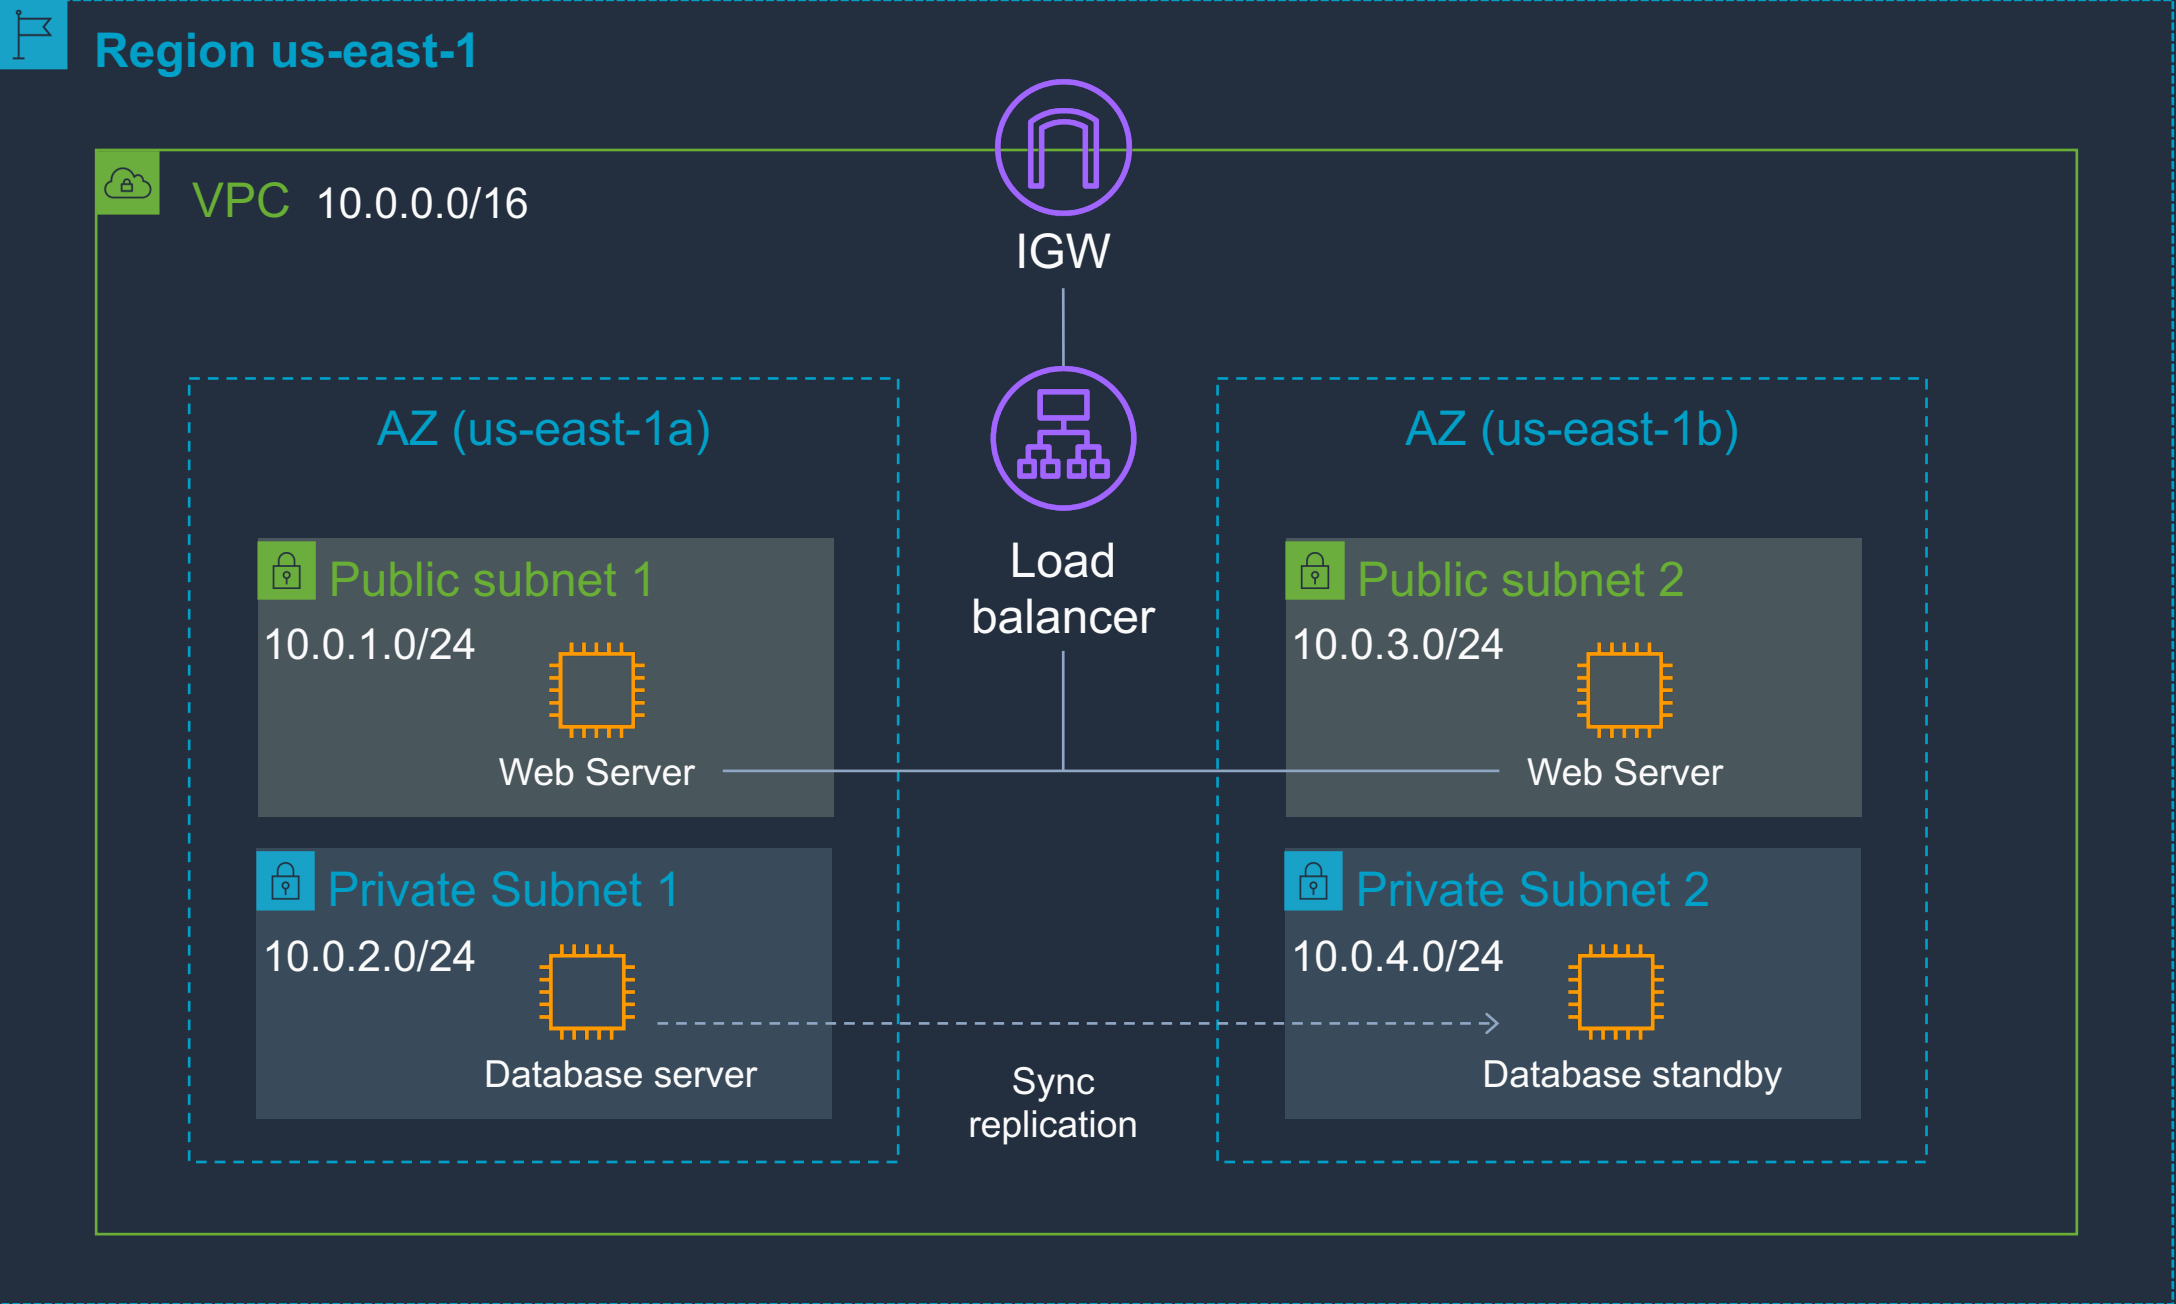 Region us-east-1
VPC 10.0.0.0/16
IGW
AZ (us-east-1a)
AZ (us-east-1b)
Load
balancer
Public subnet 1
10.0.1.0/24
Web Server
Public subnet 2
10.0.3.0/24
Web Server
Private Subnet 1
10.0.2.0/24
Database server
Sync
replication
Private Subnet 2
10.0.4.0/24
Database standby